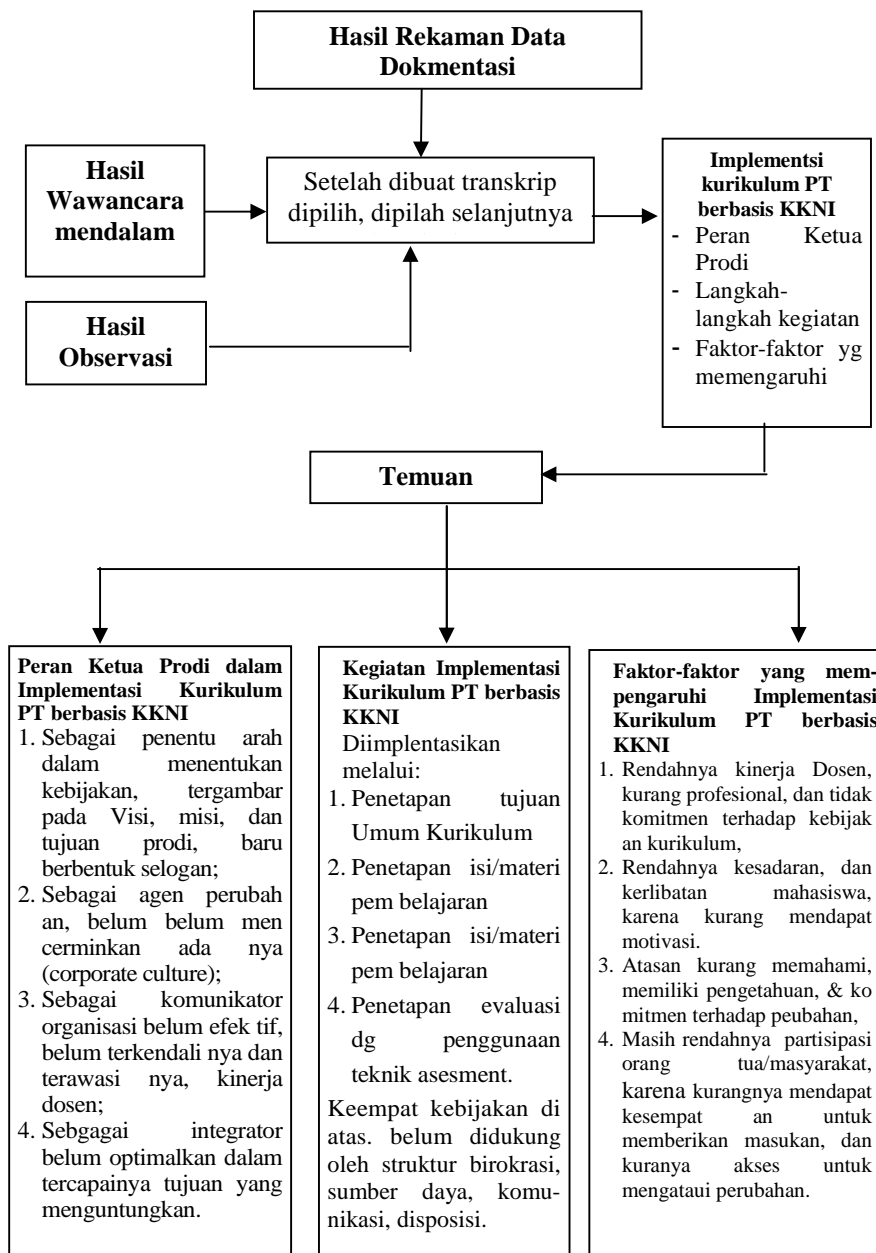 Hasil Rekaman Data
Dokmentasi
Hasil
Wawancara
mendalam
Setelah dibuat transkrip
dipilih, dipilah selanjutnya
Implementsi
kurikulum PT
berbasis KKNI
- Peran Ketua
Prodi
- Langkah-
langkah kegiatan
- Faktor-faktor yg
memengaruhi
Hasil
Observasi
Temuan
Peran Ketua Prodi dalam
Implementasi Kurikulum
PT berbasis KKNI
1. Sebagai penentu arah
dalam menentukan
kebijakan, tergambar
pada Visi, misi, dan
tujuan prodi, baru
berbentuk selogan;
2. Sebagai agen perubah
an, belum belum men
cerminkan ada nya
(corporate culture);
3. Sebagai komunikator
organisasi belum efek tif,
belum terkendali nya dan
terawasi nya, kinerja
dosen;
4. Sebgagai integrator
belum optimalkan dalam
tercapainya tujuan yang
menguntungkan.
Kegiatan Implementasi
Kurikulum PT berbasis
KKNI
Diimplentasikan
melalui:
1. Penetapan tujuan
Umum Kurikulum
2. Penetapan isi/materi
pem belajaran
3. Penetapan isi/materi
pem belajaran
4. Penetapan evaluasi
dg penggunaan
teknik asesment.
Keempat kebijakan di
atas. belum didukung
oleh struktur birokrasi,
sumber daya, komu-
nikasi, disposisi.
Faktor-faktor yang mem-
pengaruhi Implementasi
Kurikulum PT berbasis
KKNI
1. Rendahnya kinerja Dosen,
kurang profesional, dan tidak
komitmen terhadap kebijak
an kurikulum,
2. Rendahnya kesadaran, dan
kerlibatan mahasiswa,
karena kurang mendapat
motivasi.
3. Atasan kurang memahami,
memiliki pengetahuan, & ko
mitmen terhadap peubahan,
4. Masih rendahnya partisipasi
orang tua/masyarakat,
karena kurangnya mendapat
kesempat an untuk
memberikan masukan, dan
kuranya akses untuk
mengataui perubahan.